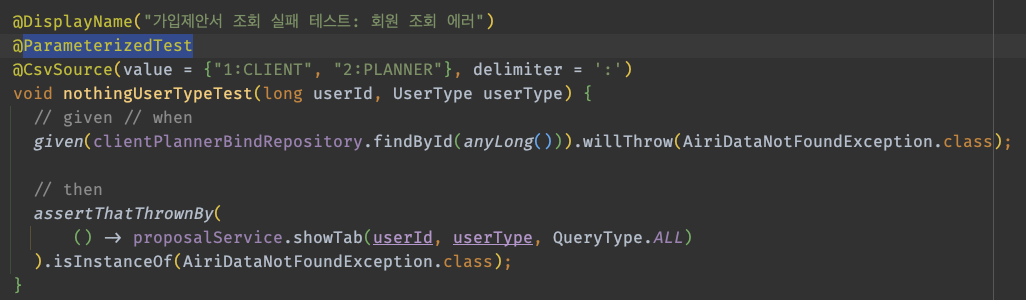 @DisplayName("가입제안서 조회 실패 테스트: 회원 조회 에러")
@ParameterizedTest
@CsvSource(value = {"1:CLIENT", "2:PLANNER"}, delimiter = ':')
void nothingUserTypeTest(long userId, UserType userType) {
  // given // when
  given(clientPlannerBindRepository.findById(anyLong())).willThrow(AiriDataNotFoundException.class);

  // then
  assertThatThrownBy(
      () -> proposalService.showTab(userId, userType, QueryType.ALL)
  ).isInstanceOf(AiriDataNotFoundException.class);
}